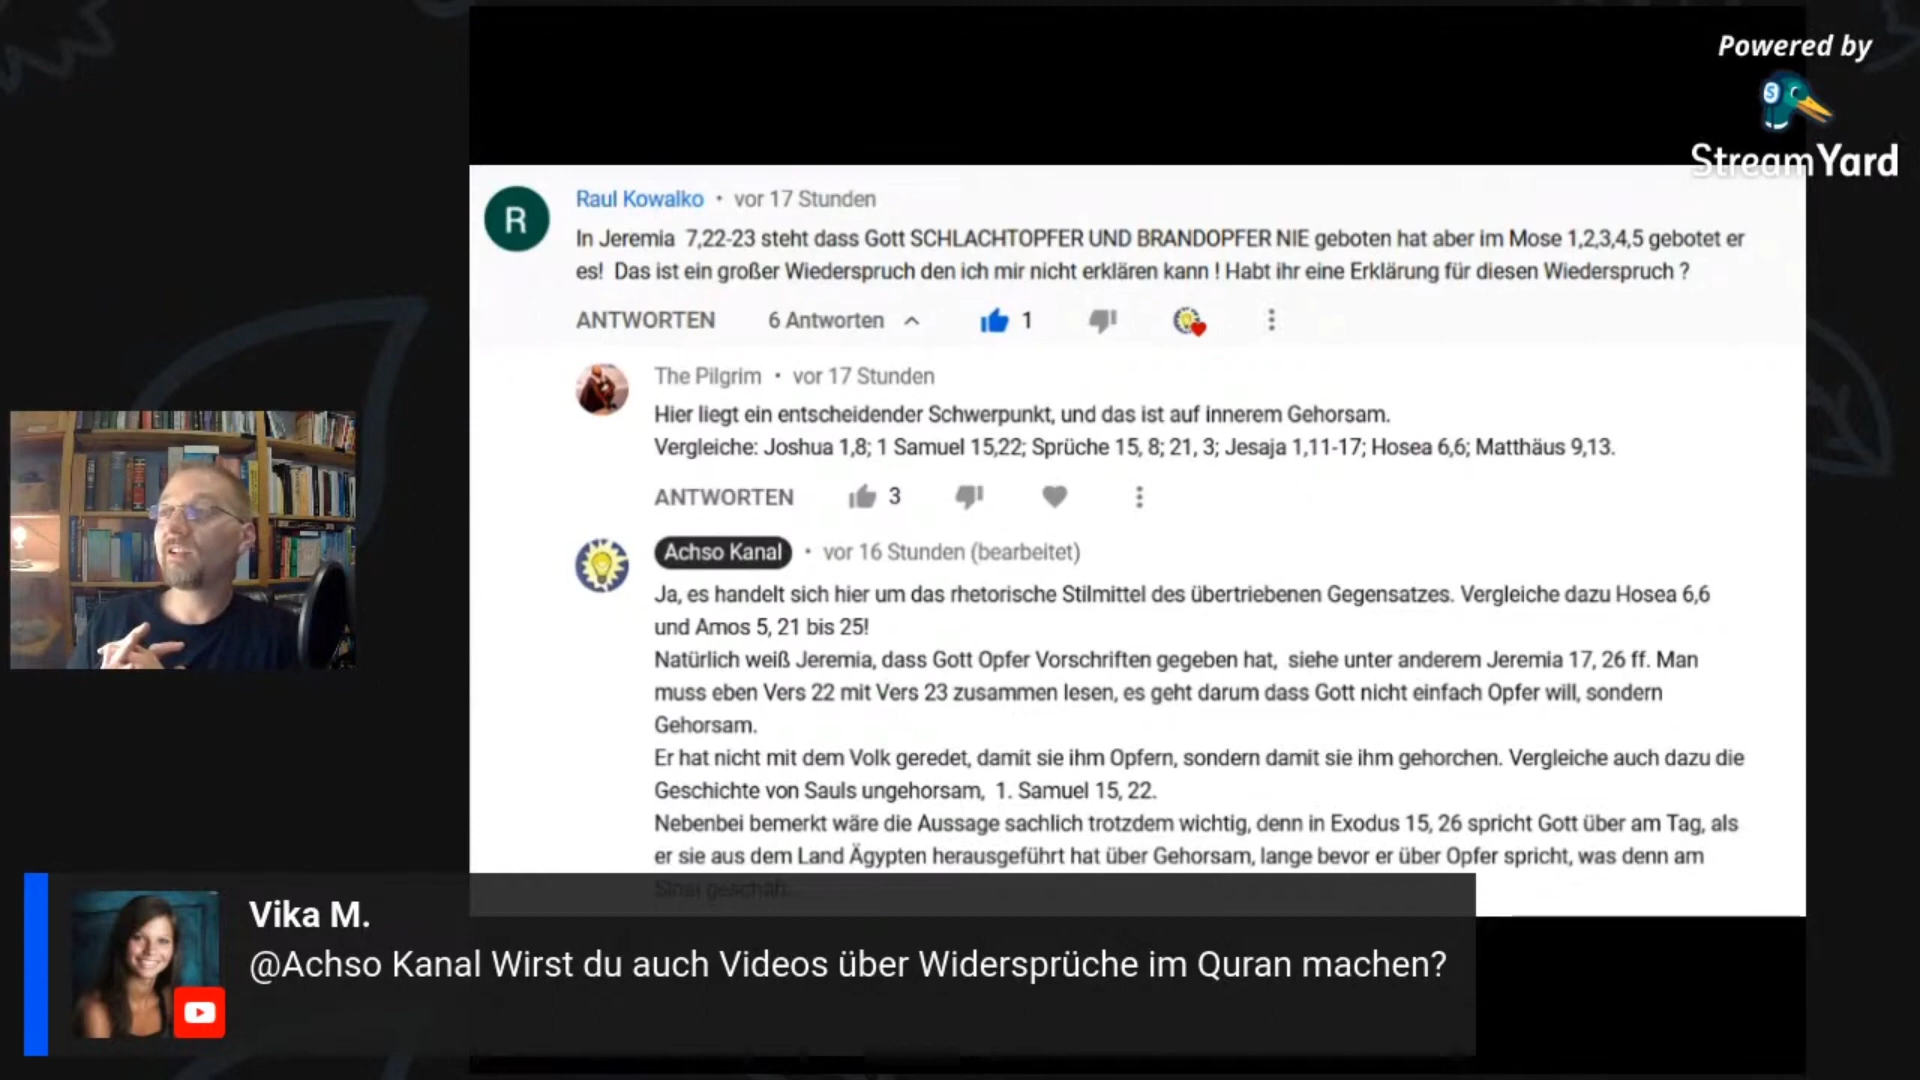 Powered by
StreamYard
Raul Kowalko • vor 17 Stunden
In Jeremia 7,22-23 steht dass Gott SCHLACHTOPFER UND BRANDOPFER NIE geboten hat aber im Mose 1,2,3,4,5 gebotet er
es! Das ist ein großer Wiederspruch den ich mir nicht erklären kann ! Habt ihr eine Erklärung für diesen Wiederspruch ?
ANTWORTEN 6 Antworten 1
The Pilgrim • vor 17 Stunden
Hier liegt ein entscheidender Schwerpunkt, und das ist auf innerem Gehorsam.
Vergleiche: Joshua 1,8; 1 Samuel 15,22; Sprüche 15, 8; 21, 3; Jesaja 1,11-17; Hosea 6,6; Matthäus 9,13.
ANTWORTEN 3
Achso Kanal • vor 16 Stunden (bearbeitet)
Ja, es handelt sich hier um das rhetorische Stilmittel des übertriebenen Gegensatzes. Vergleiche dazu Hosea 6,6
und Amos 5, 21 bis 25!
Natürlich weiß Jeremia, dass Gott Opfer Vorschriften gegeben hat, siehe unter anderem Jeremia 17, 26 ff. Man
muss eben Vers 22 mit Vers 23 zusammen lesen, es geht darum dass Gott nicht einfach Opfer will, sondern
Gehorsam.
Er hat nicht mit dem Volk geredet, damit sie ihm Opfern, sondern damit sie ihm gehorchen. Vergleiche auch dazu die
Geschichte von Sauls ungehorsam, 1. Samuel 15, 22.
Nebenbei bemerkt wäre die Aussage sachlich trotzdem wichtig, denn in Exodus 15, 26 spricht Gott über am Tag, als
er sie aus dem Land Ägypten herausgeführt hat über Gehorsam, lange bevor er über Opfer spricht, was denn am
Vika M.
@Achso Kanal Wirst du auch Videos über Widersprüche im Quran machen?